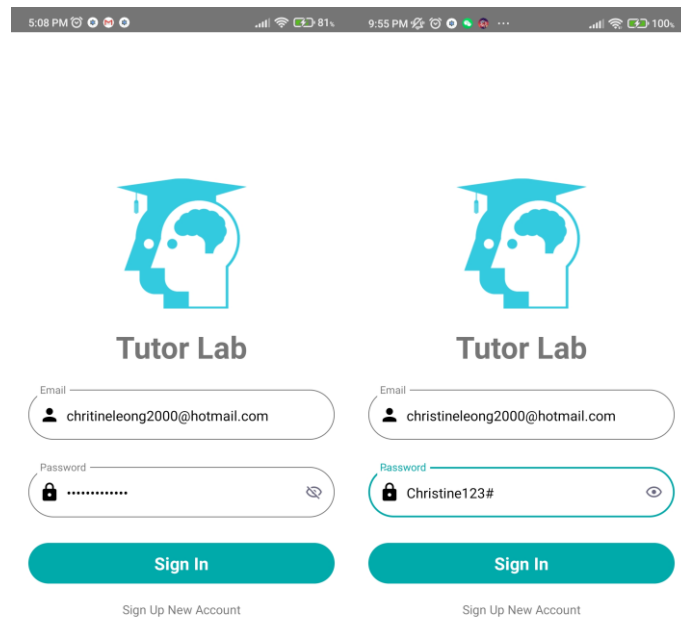 5:08 PM 81%
Tutor Lab
Email
chritineleong2000@hotmail.com
Password
•••••••••••••
Sign In
Sign Up New Account
9:55 PM ... 100%
Tutor Lab
Email
christineleong2000@hotmail.com
Password
Christine123#
Sign In
Sign Up New Account